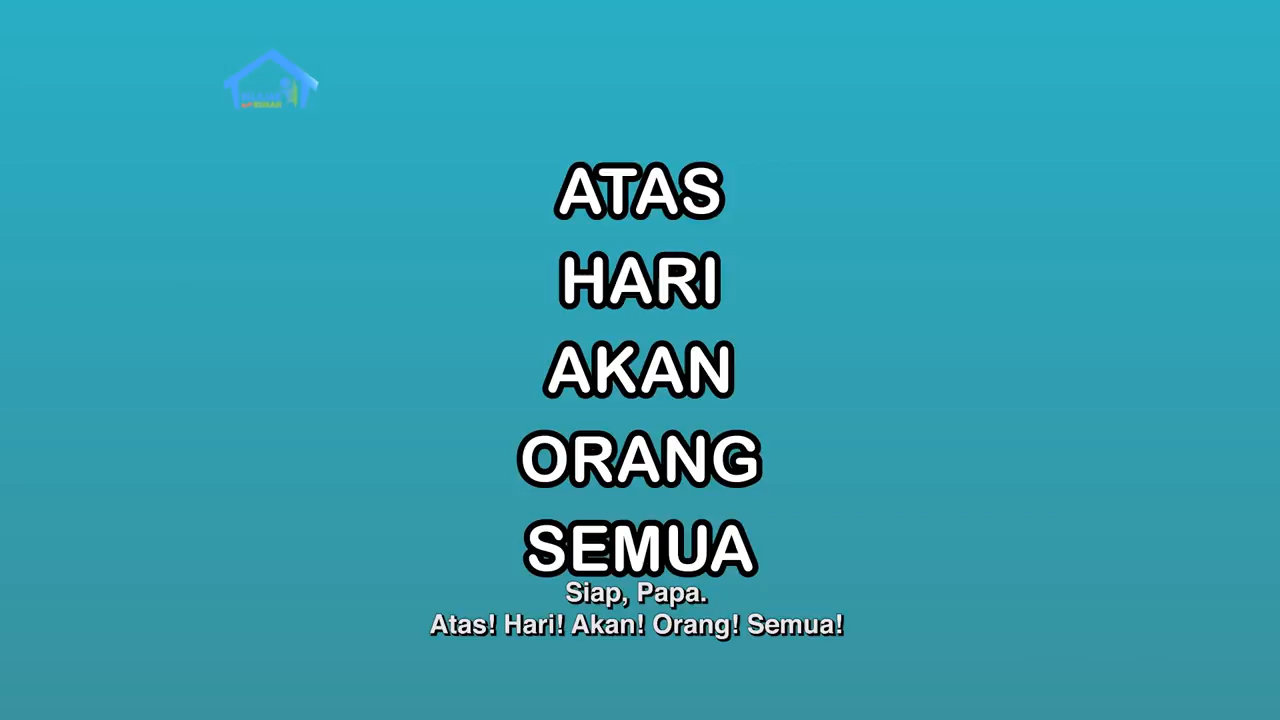 ATAS
HARI
AKAN
ORANG
SEMUA
Siap, Papa.
Atas! Hari! Akan! Orang! Semua!